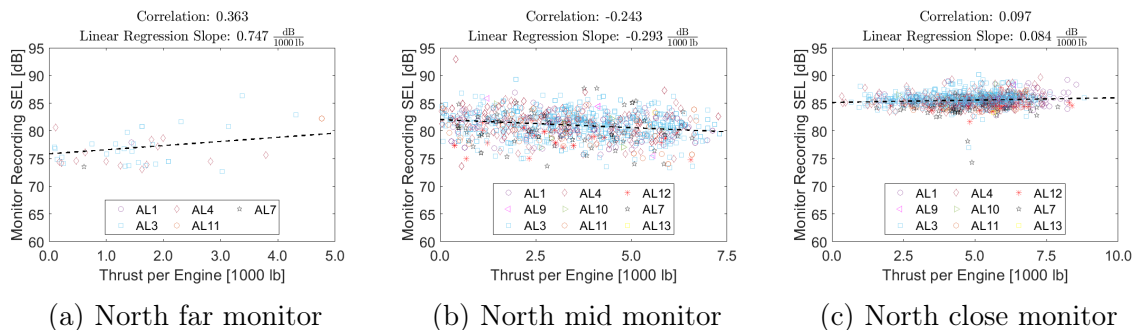 Correlation: 0.363
Linear Regression Slope: 0.747 dB/1000 lb
Monitor Recording SEL [dB]
95
90
85
80
75
70
65
60
AL1 AL4 AL7
AL3 AL11
0 1.0 2.0 3.0 4.0 5.0
Thrust per Engine [1000 lb]
(a) North far monitor
Correlation: -0.243
Linear Regression Slope: -0.293 dB/1000 lb
Monitor Recording SEL [dB]
95
90
85
80
75
70
65
60
AL1 AL4 AL12
AL9 AL10 AL7
AL3 AL11 AL13
0 2.5 5.0 7.5
Thrust per Engine [1000 lb]
(b) North mid monitor
Correlation: 0.097
Linear Regression Slope: 0.084 dB/1000 lb
Monitor Recording SEL [dB]
95
90
85
80
75
70
65
60
AL1 AL4 AL12
AL9 AL10 AL7
AL3 AL11 AL13
0 2.5 5.0 7.5 10.0
Thrust per Engine [1000 lb]
(c) North close monitor